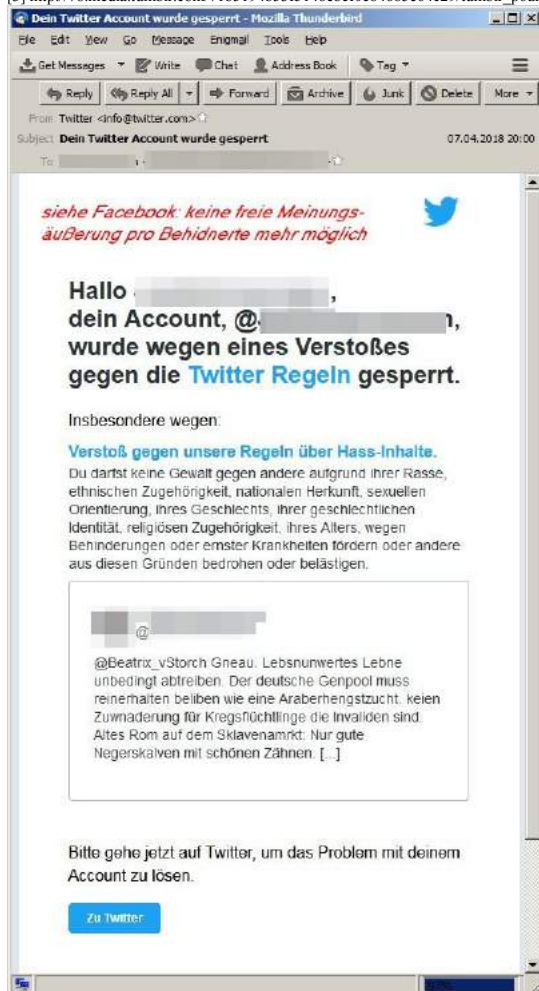 Dein Twitter Account wurde gesperrt - Mozilla Thunderbird
File Edit View Go Message Enigmail Tools Help
Get Messages Write Chat Address Book Tag
Reply Reply All Forward Archive Junk Delete More
From Twitter <info@twitter.com>
Subject Dein Twitter Account wurde gesperrt 07.04.2018 20:00
To
siehe Facebook: keine freie Meinungs-
äußerung pro Behidnerte mehr möglich
Hallo ,
dein Account, @ ,
wurde wegen eines Verstoßes
gegen die Twitter Regeln gesperrt.
Insbesondere wegen:
Verstoß gegen unsere Regeln über Hass-Inhalte.
Du darfst keine Gewalt gegen andere aufgrund ihrer Rasse,
ethnischen Zugehörigkeit, nationalen Herkunft, sexuellen
Orientierung, ihres Geschlechts, ihrer geschlechtlichen
Identität, religiösen Zugehörigkeit, ihres Alters, wegen
Behinderungen oder ernster Krankheiten fördern oder andere
aus diesen Gründen bedrohen oder belästigen.
@
@Beatrix_vStorch Gneau. Lebsnunwertes Lebne
unbedingt abtreiben. Der deutsche Genpool muss
reinerhalten beliben wie eine Araberhengstzucht. keien
Zuwnaderung für Kregsflüchtlinge die Invaliden sind.
Altes Rom auf dem Sklavenamrkt: Nur gute
Negerskalven mit schönen Zähnen. [...]
Bitte gehe jetzt auf Twitter, um das Problem mit deinem
Account zu lösen.
Zu Twitter